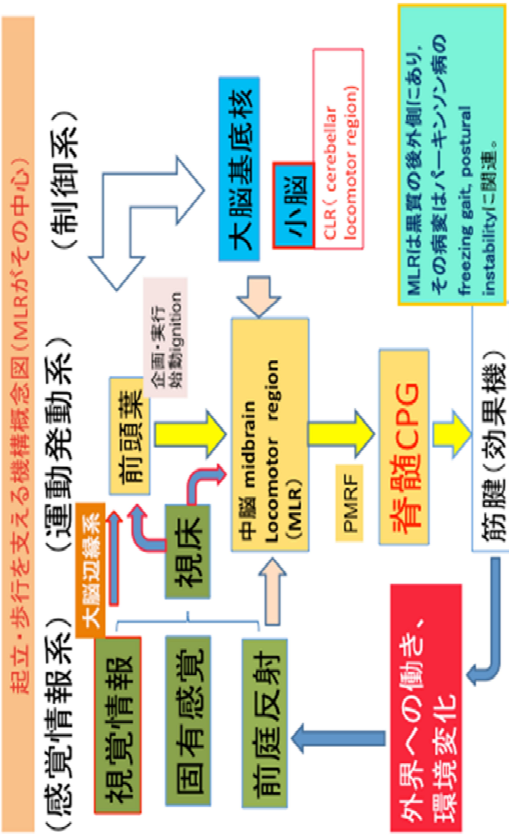 起立・歩行を支える機構概念図(MLRがその中心)
(感覚情報系)
(運動発動系)
(制御系)
大脳辺縁系
視覚情報
固有感覚
前庭反射
視床
前頭葉
企画・実行
始動ignition
大脳基底核
小脳
CLR( cerebellar
locomotor region)
中脳 midbrain
Locomotor region
(MLR)
PMRF
脊髄CPG
筋腱(効果機)
外界への働き、
環境変化
MLRは黒質の後外側にあり,
その病変はパーキンソン病の
freezing gait, postural
instabilityに関連。